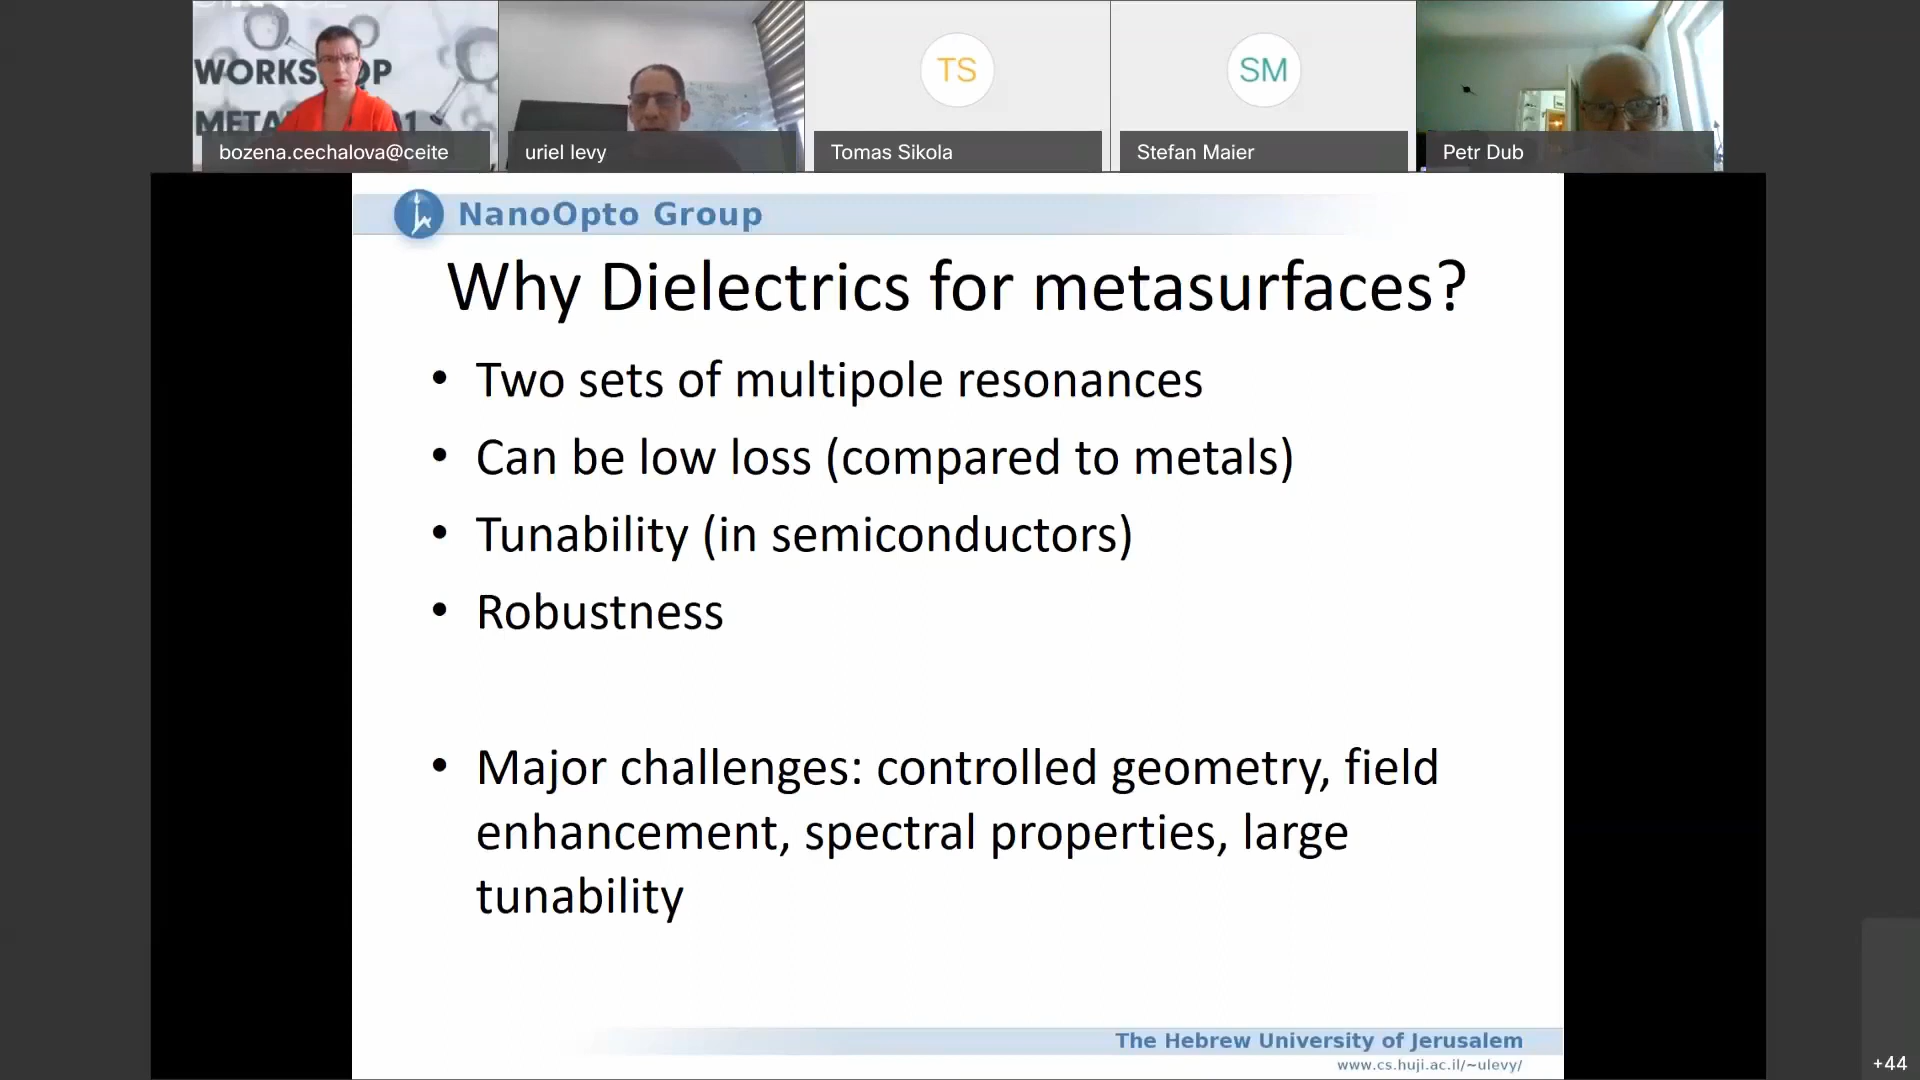 WORKSHOP
META 01
bozena.cechalova@ceite
uriel levy
TS
Tomas Sikola
SM
Stefan Maier
Petr Dub
NanoOpto Group
Why Dielectrics for metasurfaces?
• Two sets of multipole resonances
• Can be low loss (compared to metals)
• Tunability (in semiconductors)
• Robustness
• Major challenges: controlled geometry, field
enhancement, spectral properties, large
tunability
The Hebrew University of Jerusalem
www.cs.huji.ac.il/~ulevy/
+44